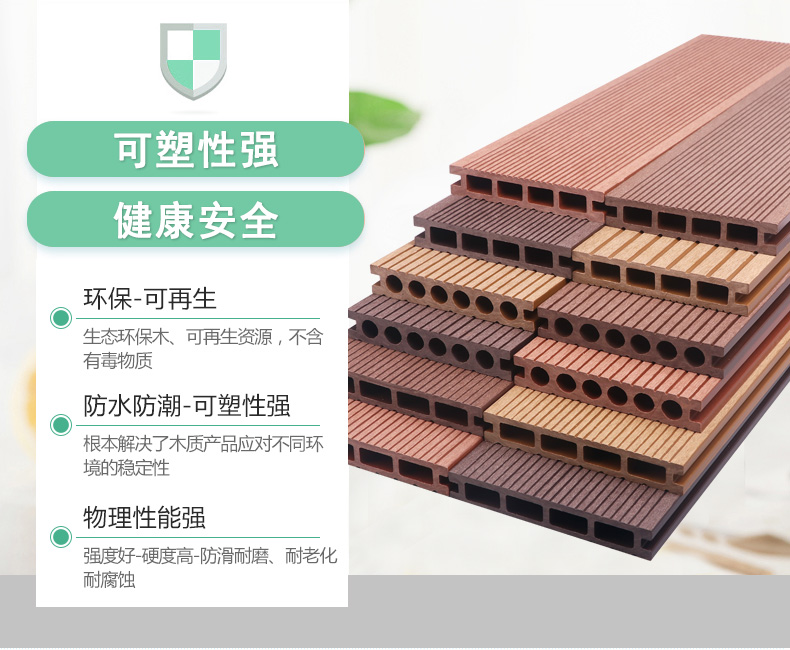 可塑性强
健康安全
环保-可再生
生态环保木、可再生资源，不含
有毒物质
防水防潮-可塑性强
根本解决了木质产品应对不同环
境的稳定性
物理性能强
强度好-硬度高-防滑耐磨、耐老化
耐腐蚀